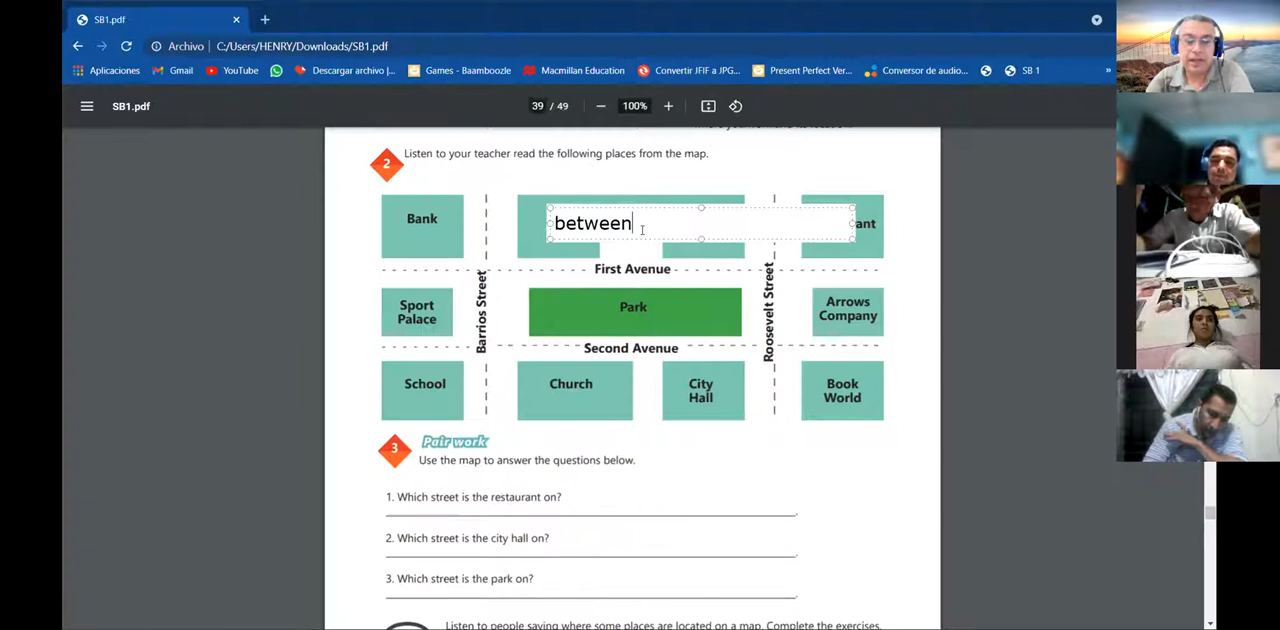 SB1.pdf
Archivo C:/Users/HENRY/Downloads/SB1.pdf
Aplicaciones Gmail YouTube Descargar archivo |... Games - Baamboozle Macmillan Education Convertir JFIF a JPG... Present Perfect Ver... Conversor de audio... SB 1 »
SB1.pdf 39 / 49 100%
2 Listen to your teacher read the following places from the map.
Bank
between
ant
First Avenue
Barrios Street
Roosevelt Street
Sport Palace
Park
Arrows Company
Second Avenue
School
Church
City Hall
Book World
3 Pair work
Use the map to answer the questions below.
1. Which street is the restaurant on?
2. Which street is the city hall on?
3. Which street is the park on?
Listen to people saying where some places are located on a map. Complete the exercises.